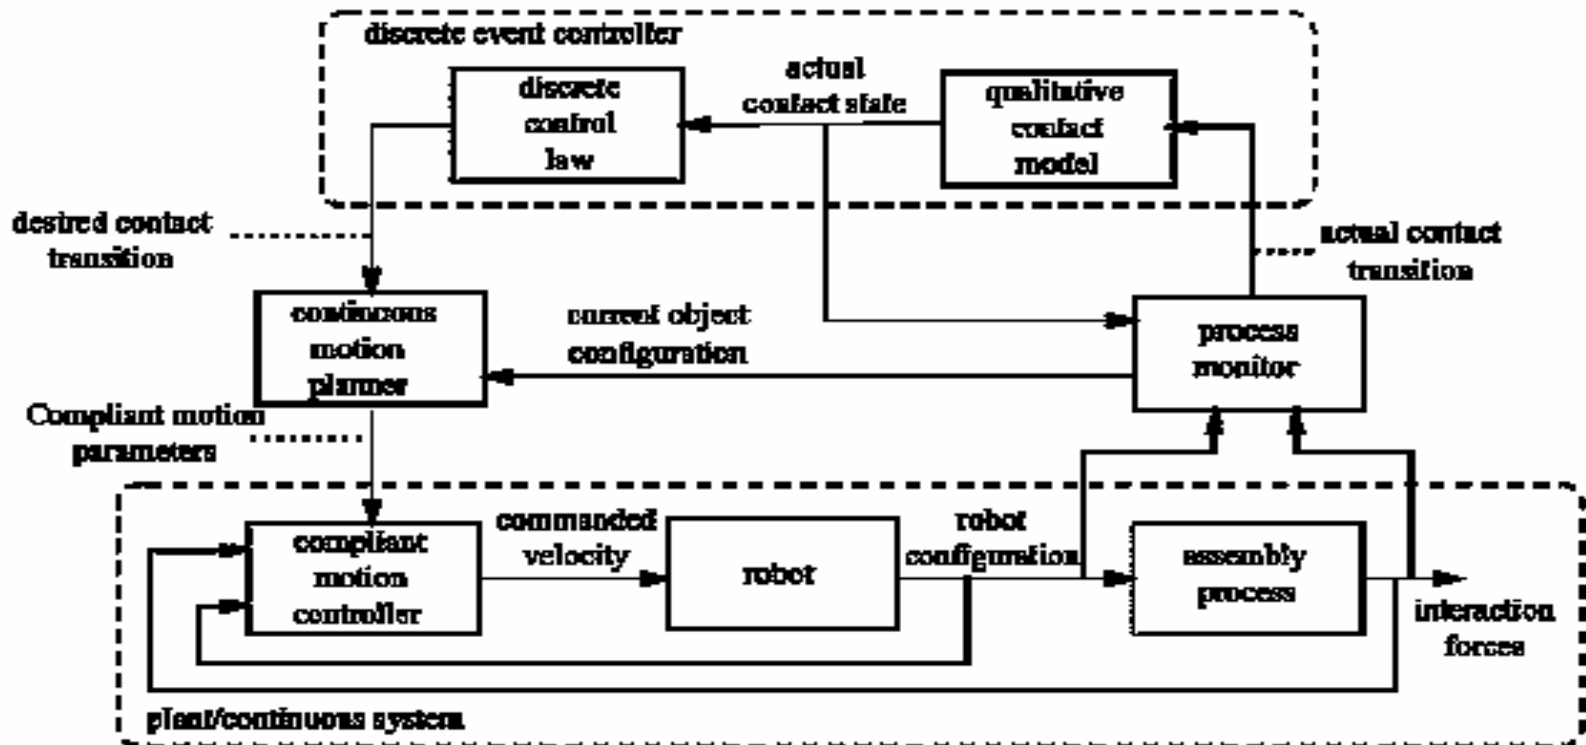 discrete event controller
discrete
control
law
actual
contact state
qualitative
contact
model
desired contact
transition
actual contact
transition
continuous
motion
planner
current object
configuration
process
monitor
Compliant motion
parameters
compliant
motion
controller
commanded
velocity
robot
robot
configuration
assembly
process
interaction
forces
plant/continuous system